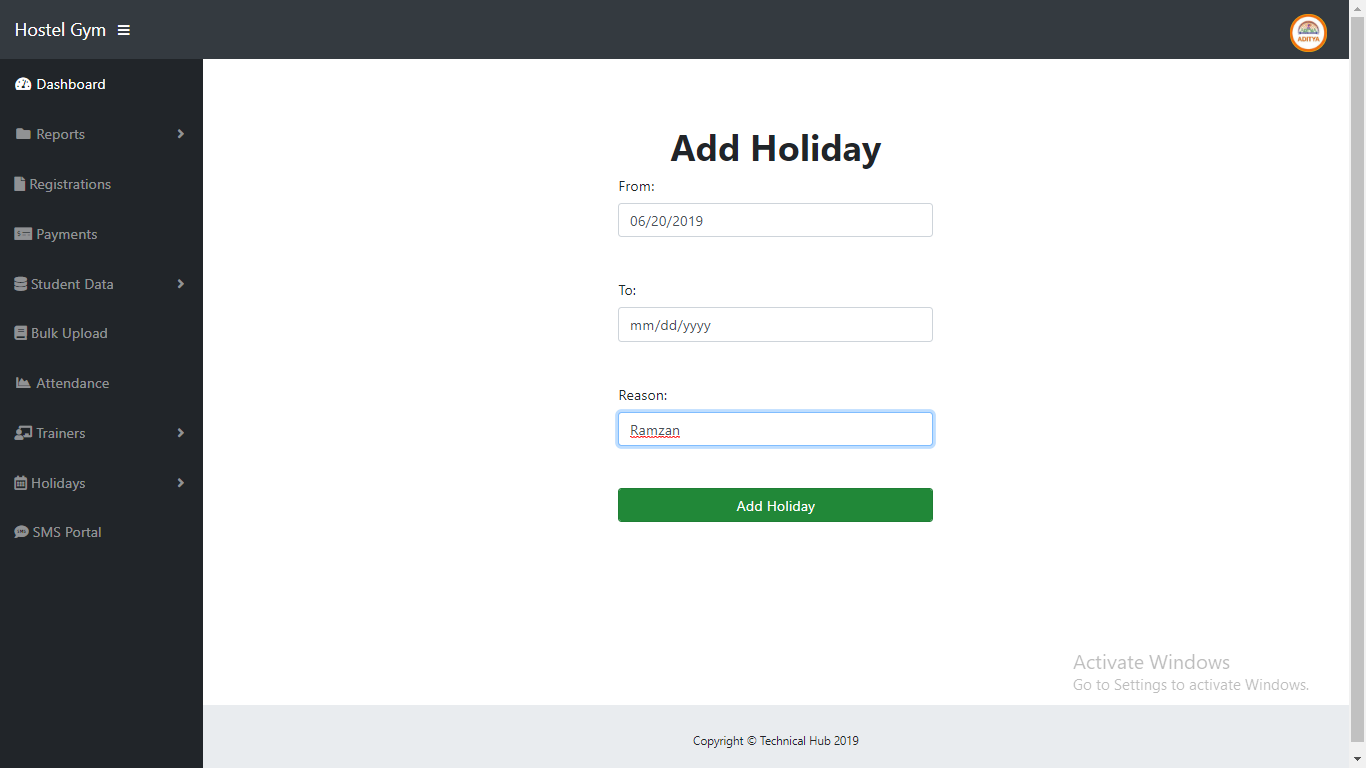 Hostel Gym
ADITYA
Dashboard
Reports
Registrations
Payments
Student Data
Bulk Upload
Attendance
Trainers
Holidays
SMS Portal
Add Holiday
From:
06/20/2019
To:
mm/dd/yyyy
Reason:
Ramzan
Add Holiday
Activate Windows
Go to Settings to activate Windows.
Copyright © Technical Hub 2019